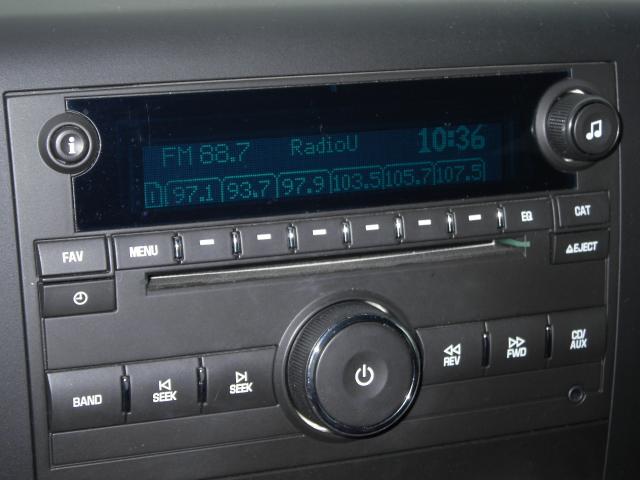 FM 88.7 RadioU 10:36
1 97.1 93.7 97.9 103.5 105.7 107.5
i
FAV MENU EQ CAT
EJECT
BAND SEEK SEEK REV FWD CD/AUX